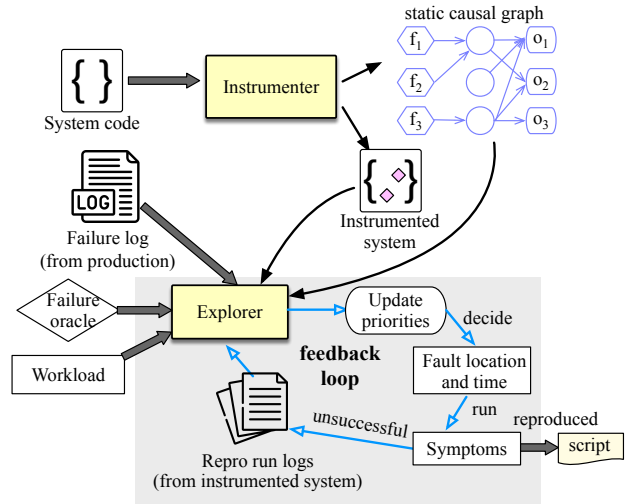 static causal graph
f1
o1
{ }
Instrumenter
f2
o2
System code
f3
o3
{ }
LOG
Instrumented
system
Failure log
(from production)
Failure
oracle
Explorer
Update
priorities
decide
Workload
feedback
loop
Fault location
and time
run
unsuccessful
reproduced
Symptoms
script
Repro run logs
(from instrumented system)